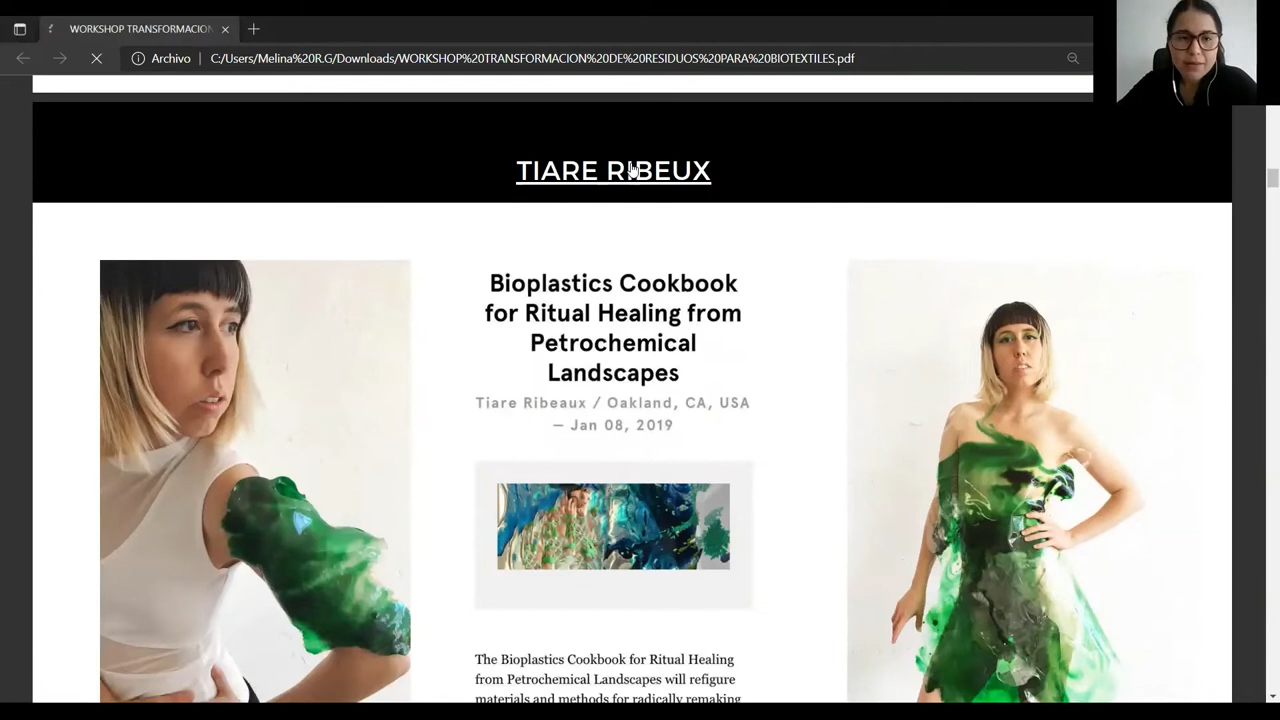 WORKSHOP TRANSFORMACION
Archivo
C:/Users/Melina%20R.G/Downloads/WORKSHOP%20TRANSFORMACION%20DE%20RESIDUOS%20PARA%20BIOTEXTILES.pdf
TIARE RIBEUX
Bioplastics Cookbook
for Ritual Healing from
Petrochemical
Landscapes
Tiare Ribeaux / Oakland, CA, USA
— Jan 08, 2019
The Bioplastics Cookbook for Ritual Healing
from Petrochemical Landscapes will refigure
materials and methods for radically remaking